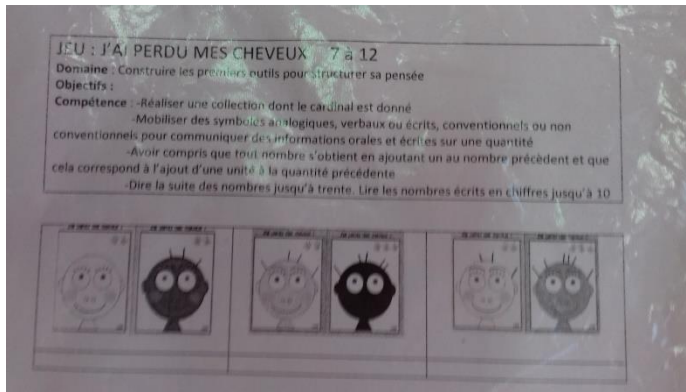 JEU : J'AI PERDU MES CHEVEUX 7 à 12
Domaine : Construire les premiers outils pour structurer sa pensée
Objectifs :
Compétence : -Réaliser une collection dont le cardinal est donné
-Mobiliser des symboles analogiques, verbaux ou écrits, conventionnels ou non
conventionnels pour communiquer des informations orales et écrites sur une quantité
-Avoir compris que tout nombre s'obtient en ajoutant un au nombre précèdent et que
cela correspond à l'ajout d'une unité à la quantité précédente
-Dire la suite des nombres jusqu'à trente. Lire les nombres écrits en chiffres jusqu'à 10